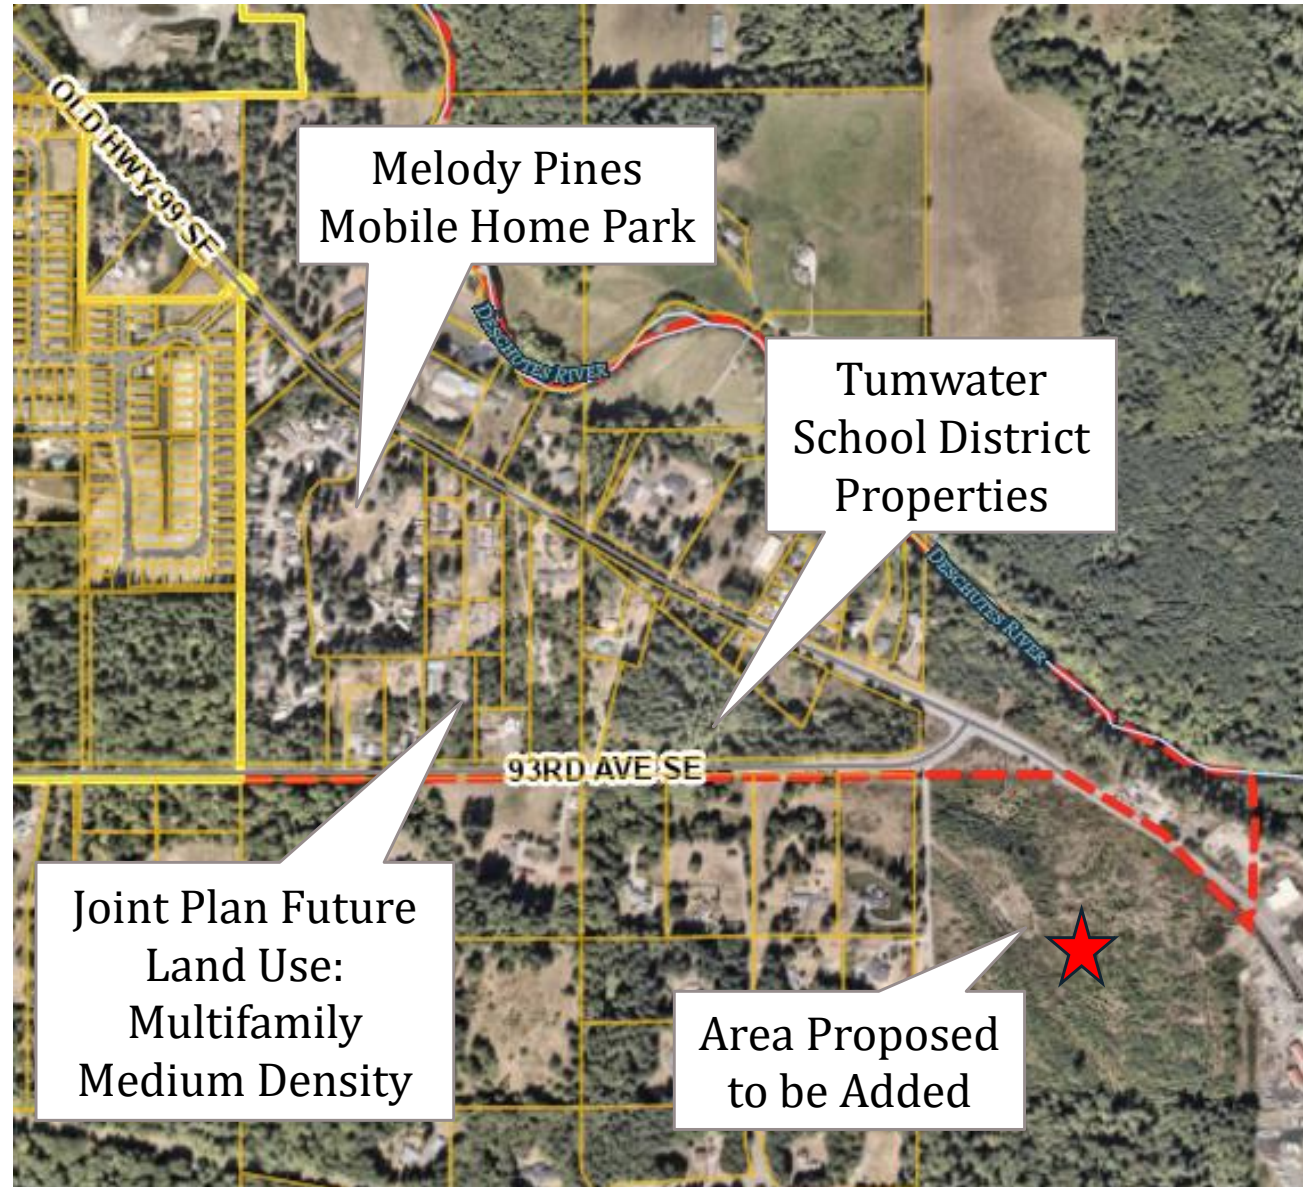 OLD HWY 99 SE
Melody Pines
Mobile Home Park
DESCHUTES RIVER
Tumwater
School District
Properties
DESCHUTES RIVER
93RD AVE SE
Joint Plan Future
Land Use:
Multifamily
Medium Density
Area Proposed
to be Added